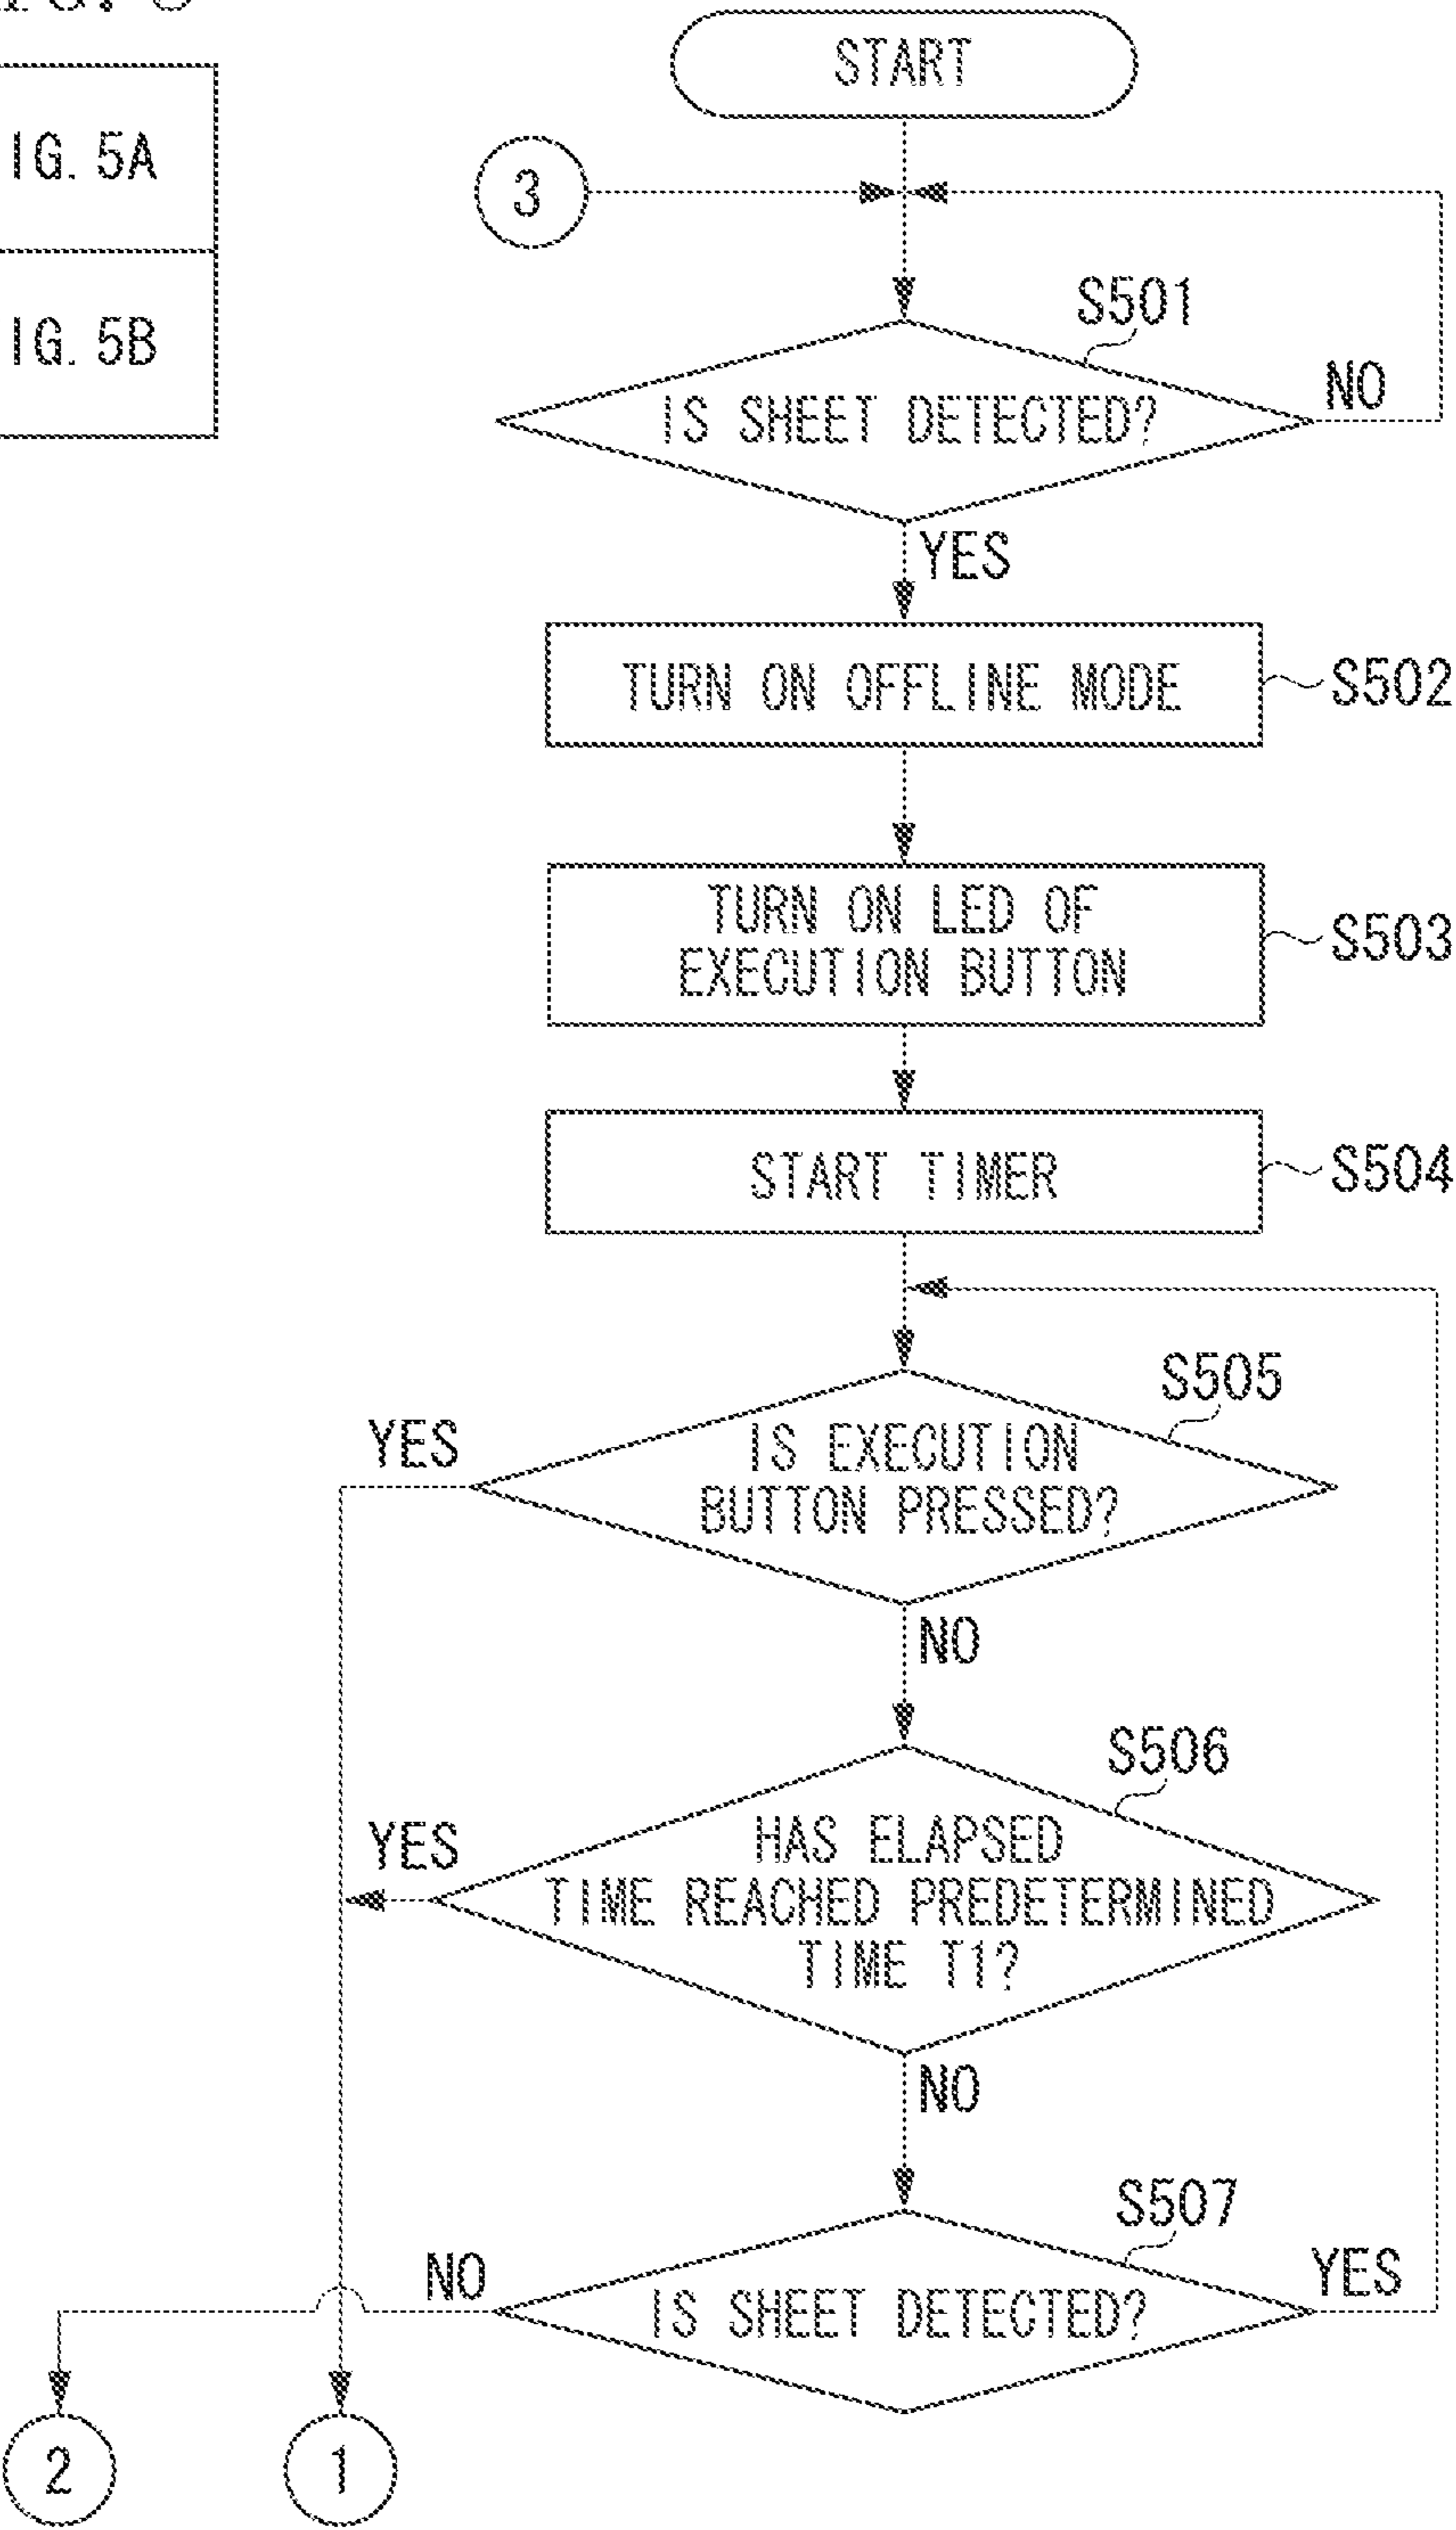 IG. 5A
IG. 5B
START
3
S501
IS SHEET DETECTED?
NO
YES
TURN ON OFFLINE MODE
S502
TURN ON LED OF
EXECUTION BUTTON
S503
START TIMER
S504
S505
YES
IS EXECUTION
BUTTON PRESSED?
NO
S506
YES
HAS ELAPSED
TIME REACHED PREDETERMINED
TIME T1?
NO
S507
NO
IS SHEET DETECTED?
YES
2
1